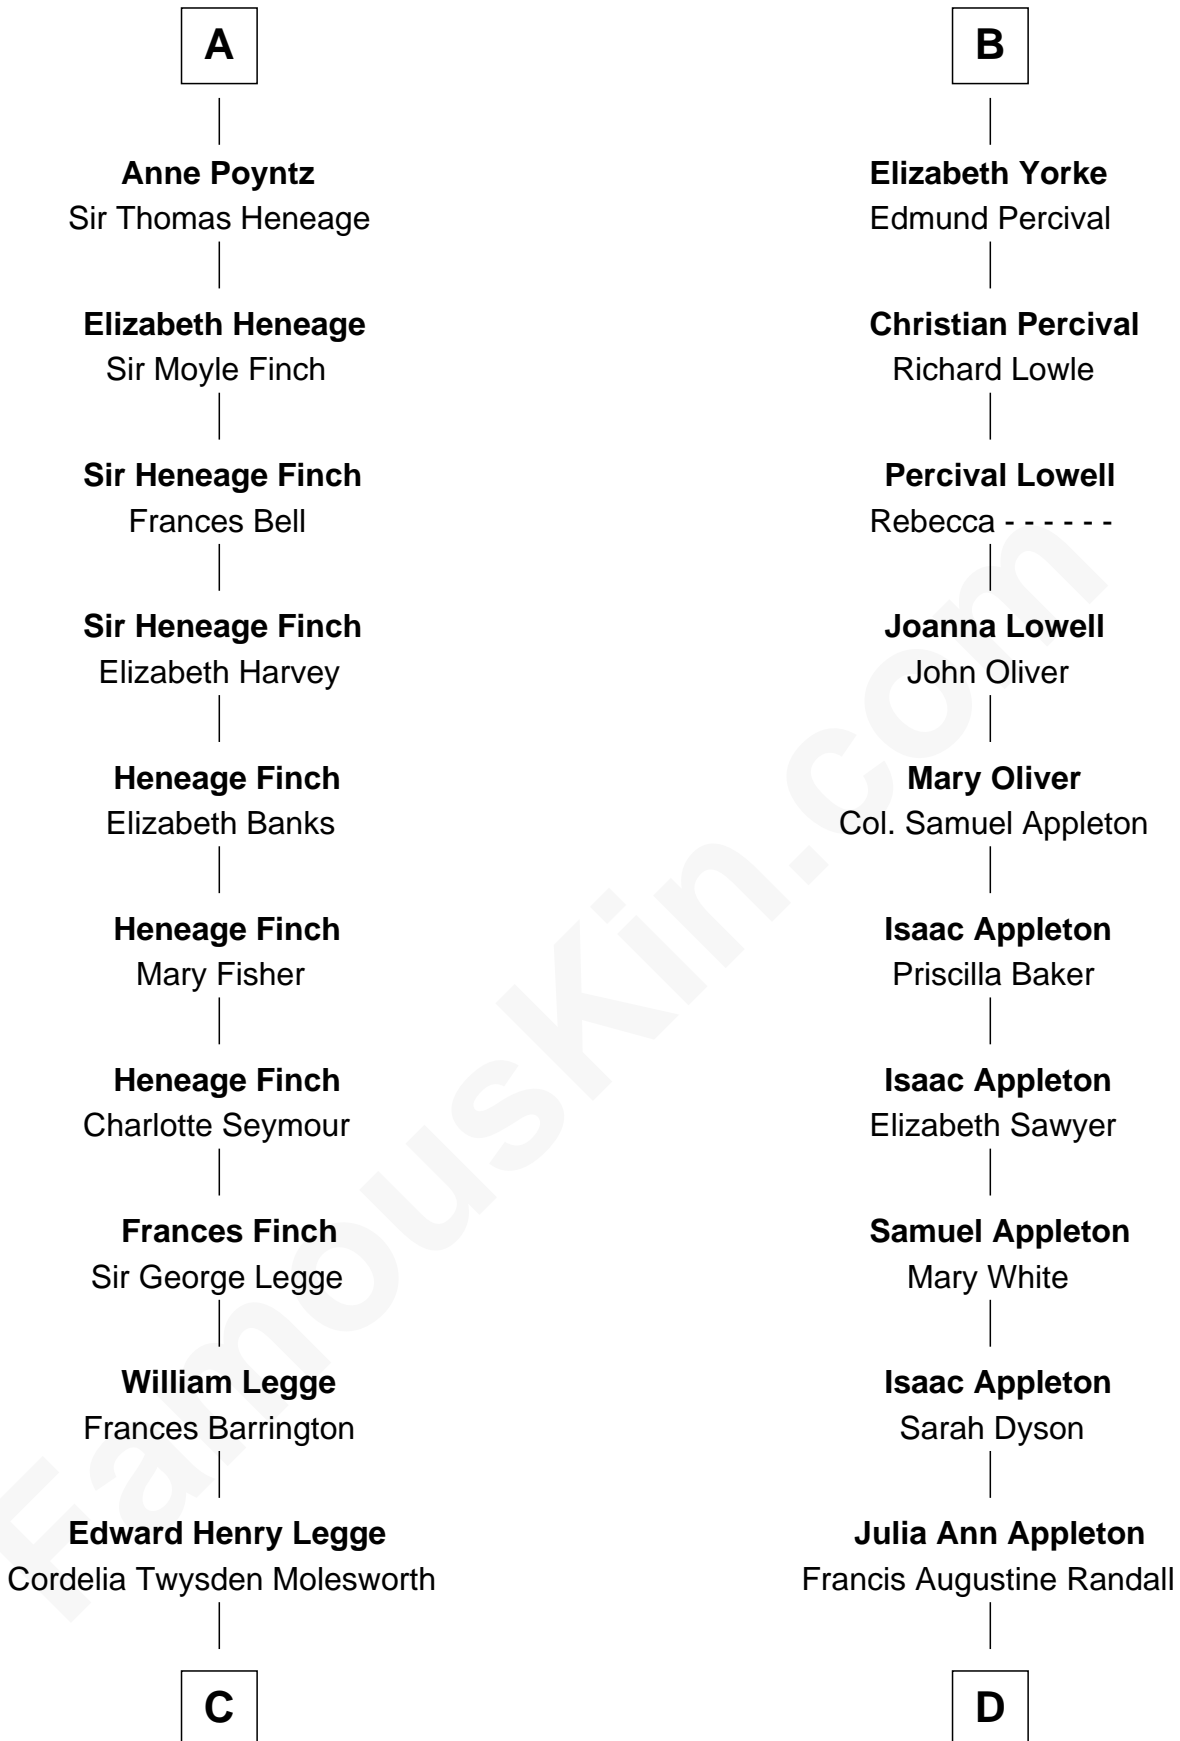 A
Anne Poyntz
Sir Thomas Heneage
Elizabeth Heneage
Sir Moyle Finch
Sir Heneage Finch
Frances Bell
Sir Heneage Finch
Elizabeth Harvey
Heneage Finch
Elizabeth Banks
Heneage Finch
Mary Fisher
Heneage Finch
Charlotte Seymour
Frances Finch
Sir George Legge
William Legge
Frances Barrington
Edward Henry Legge
Cordelia Twysden Molesworth
C
B
Elizabeth Yorke
Edmund Percival
Christian Percival
Richard Lowle
Percival Lowell
Rebecca - - - - - -
Joanna Lowell
John Oliver
Mary Oliver
Col. Samuel Appleton
Isaac Appleton
Priscilla Baker
Isaac Appleton
Elizabeth Sawyer
Samuel Appleton
Mary White
Isaac Appleton
Sarah Dyson
Julia Ann Appleton
Francis Augustine Randall
D
FamousKin.com